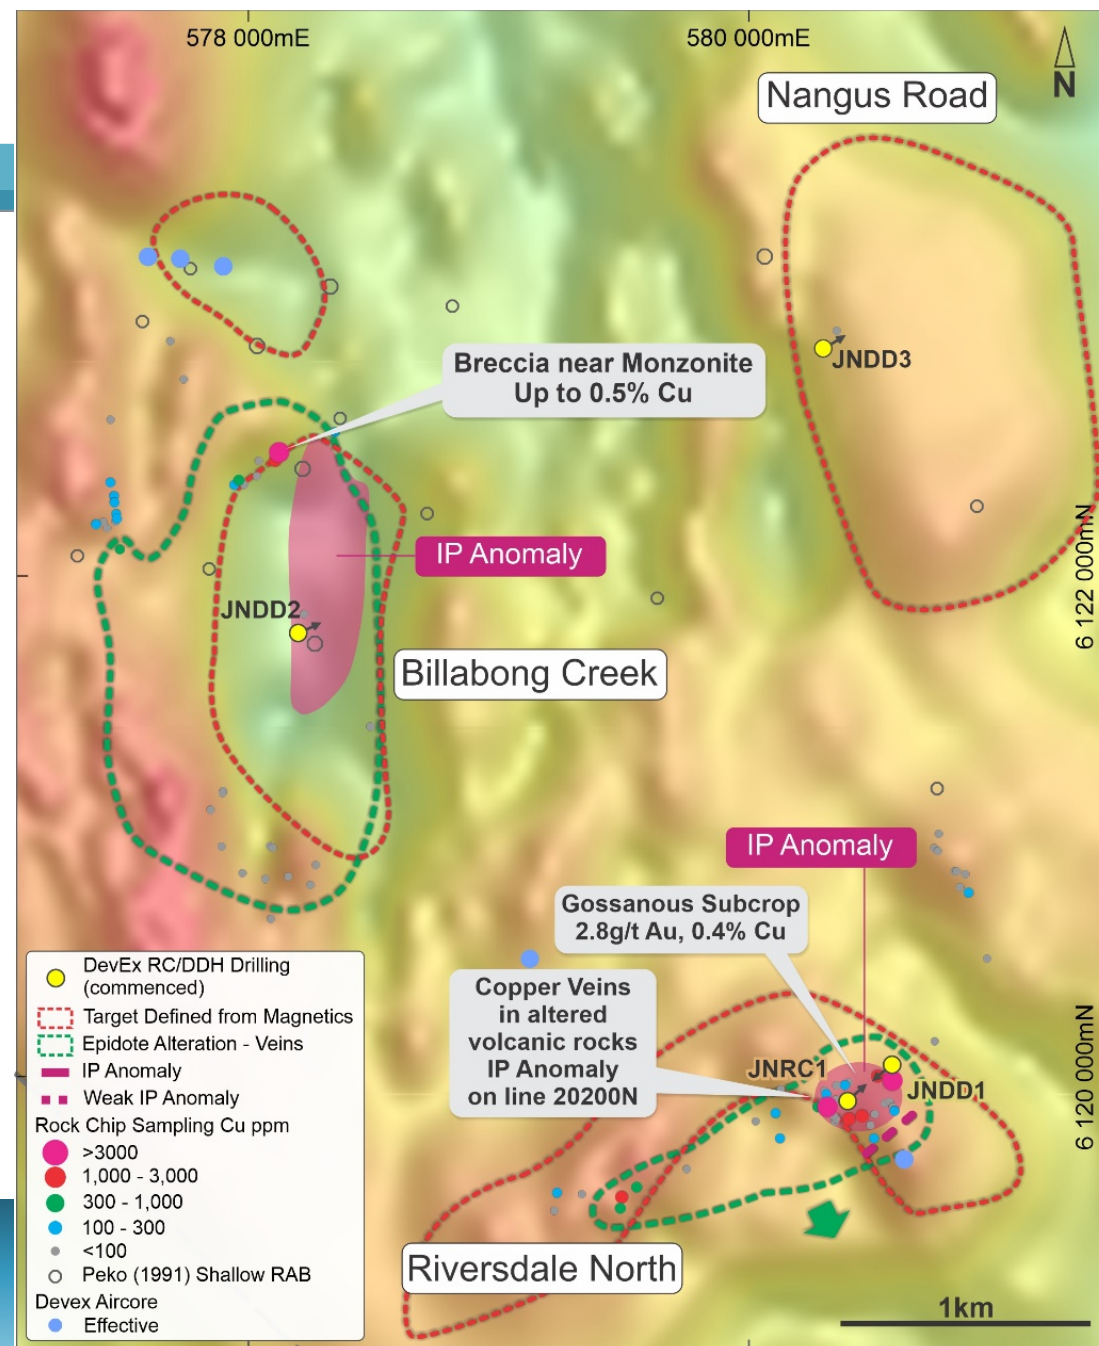 578 000mE
580 000mE
N
Nangus Road
JNDD3
Breccia near Monzonite
Up to 0.5% Cu
IP Anomaly
6 122 000mN
JNDD2
Billabong Creek
IP Anomaly
Gossanous Subcrop
2.8g/t Au, 0.4% Cu
Copper Veins
in altered
volcanic rocks
IP Anomaly
on line 20200N
JNRC1
JNDD1
6 120 000mN
Riversdale North
1km
DevEx RC/DDH Drilling
(commenced)
Target Defined from Magnetics
Epidote Alteration - Veins
IP Anomaly
Weak IP Anomaly
Rock Chip Sampling Cu ppm
>3000
1,000 - 3,000
300 - 1,000
100 - 300
<100
Peko (1991) Shallow RAB
Devex Aircore
Effective